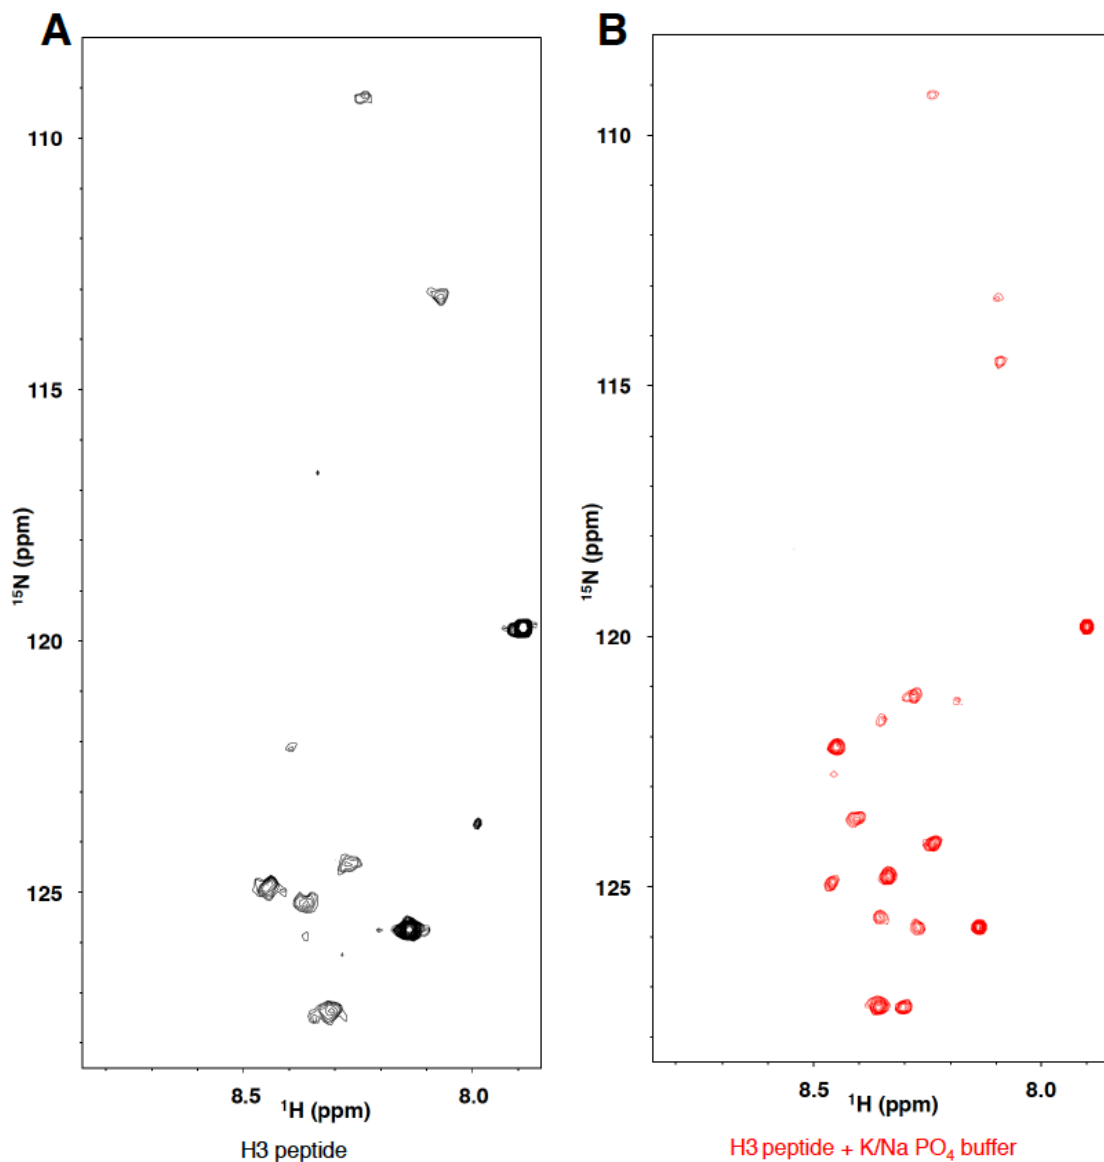 A
B
110
115
120
125
¹⁵N (ppm)
8.5
8.0
¹H (ppm)
H3 peptide
110
115
120
125
¹⁵N (ppm)
8.5
8.0
¹H (ppm)
H3 peptide + K/Na PO₄ buffer